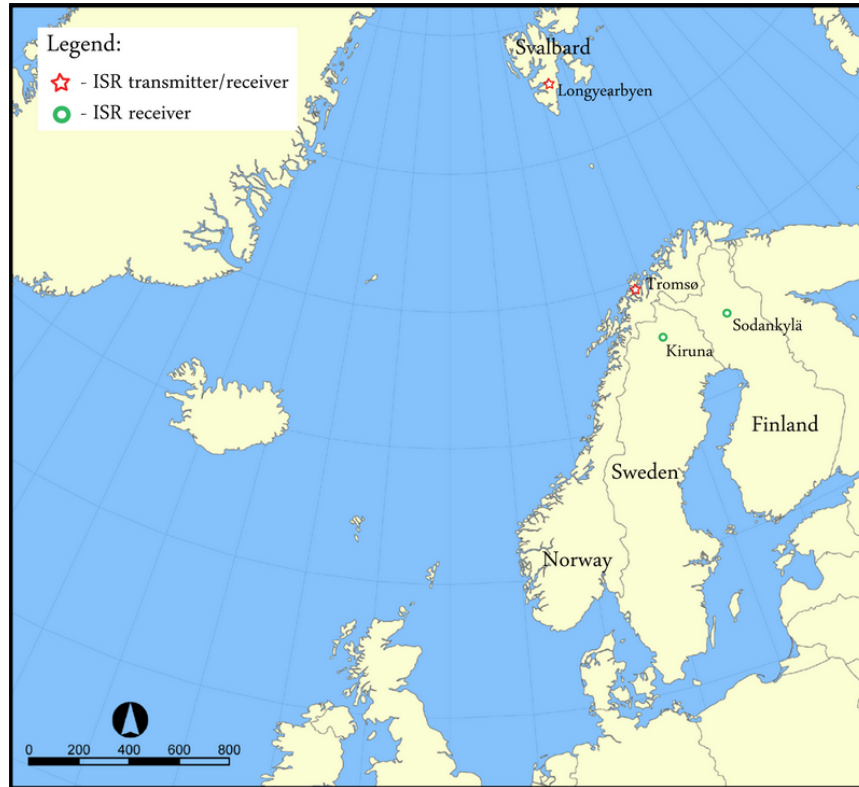 Legend:
- ISR transmitter/receiver
- ISR receiver
Svalbard
Longyearbyen
Tromsø
Sodankylä
Kiruna
Finland
Sweden
Norway
0 200 400 600 800